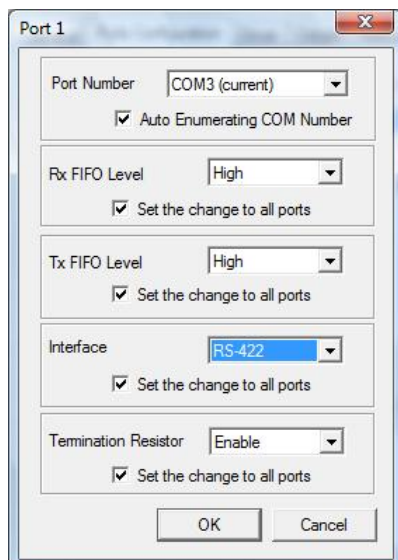 Port 1
Port Number COM3 (current)
Auto Enumerating COM Number
Rx FIFO Level High
Set the change to all ports
Tx FIFO Level High
Set the change to all ports
Interface RS-422
Set the change to all ports
Termination Resistor Enable
Set the change to all ports
OK Cancel